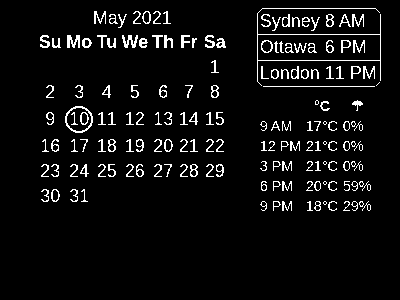 May 2021
Su Mo Tu We Th Fr Sa
1
2 3 4 5 6 7 8
9 10 11 12 13 14 15
16 17 18 19 20 21 22
23 24 25 26 27 28 29
30 31
Sydney 8 AM
Ottawa 6 PM
London 11 PM
°C ☂
9 AM 17°C 0%
12 PM 21°C 0%
3 PM 21°C 0%
6 PM 20°C 59%
9 PM 18°C 29%